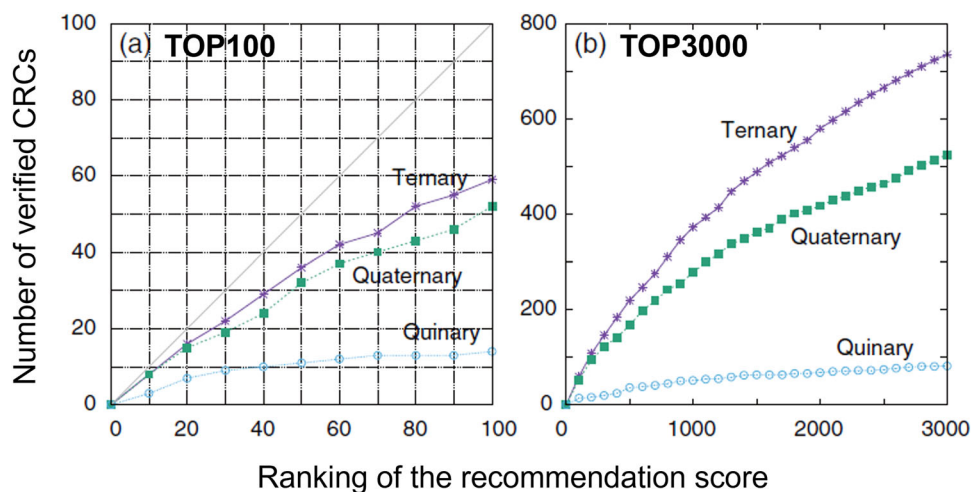 (a) TOP100
(b) TOP3000
Number of verified CRCs
100
80
60
40
20
0
Ternary
Quaternary
Quinary
0 20 40 60 80 100
800
600
400
200
0
Ternary
Quaternary
Quinary
0 1000 2000 3000
Ranking of the recommendation score